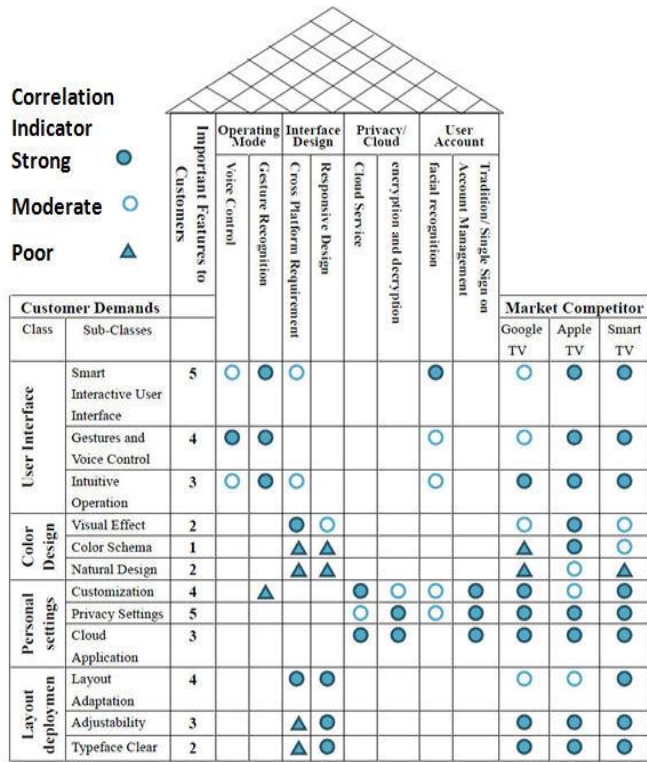 Correlation
Indicator
Strong
Moderate
Poor
Important Features to
Customers
Operating
Mode
Interface
Design
Privacy/
Cloud
User
Account
Voice Control
Gesture Recognition
Cross Platform Requirement
Responsive Design
Cloud Service
encryption and decryption
facial recognition
Tradition/ Single Sign on
Account Management
Customer Demands
Market Competitor
Class Sub-Classes Google Apple Smart
TV TV TV
User Interface
Smart 5
Interactive User
Interface
Gestures and 4
Voice Control
Intuitive 3
Operation
Color
Design
Visual Effect 2
Color Schema 1
Natural Design 2
Personal
settings
Customization 4
Privacy Settings 5
Cloud 3
Application
Layout
deploymen
Layout 4
Adaptation
Adjustability 3
Typeface Clear 2